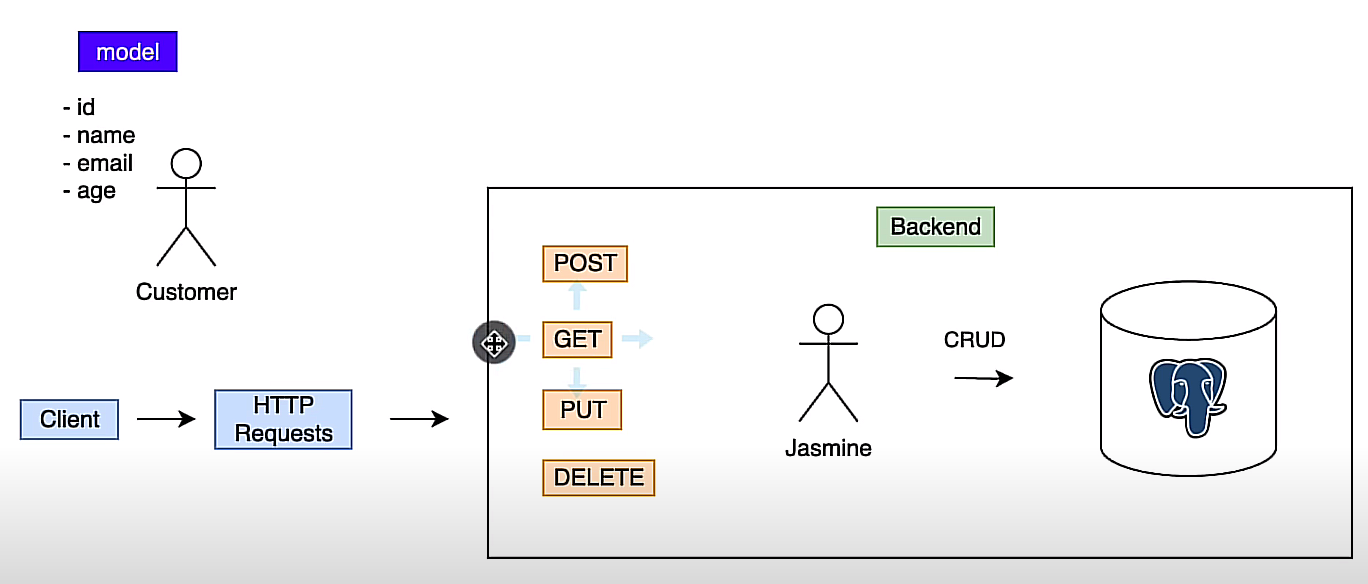 model
- id
- name
- email
- age
Customer
Client
HTTP
Requests
Backend
POST
GET
PUT
DELETE
Jasmine
CRUD